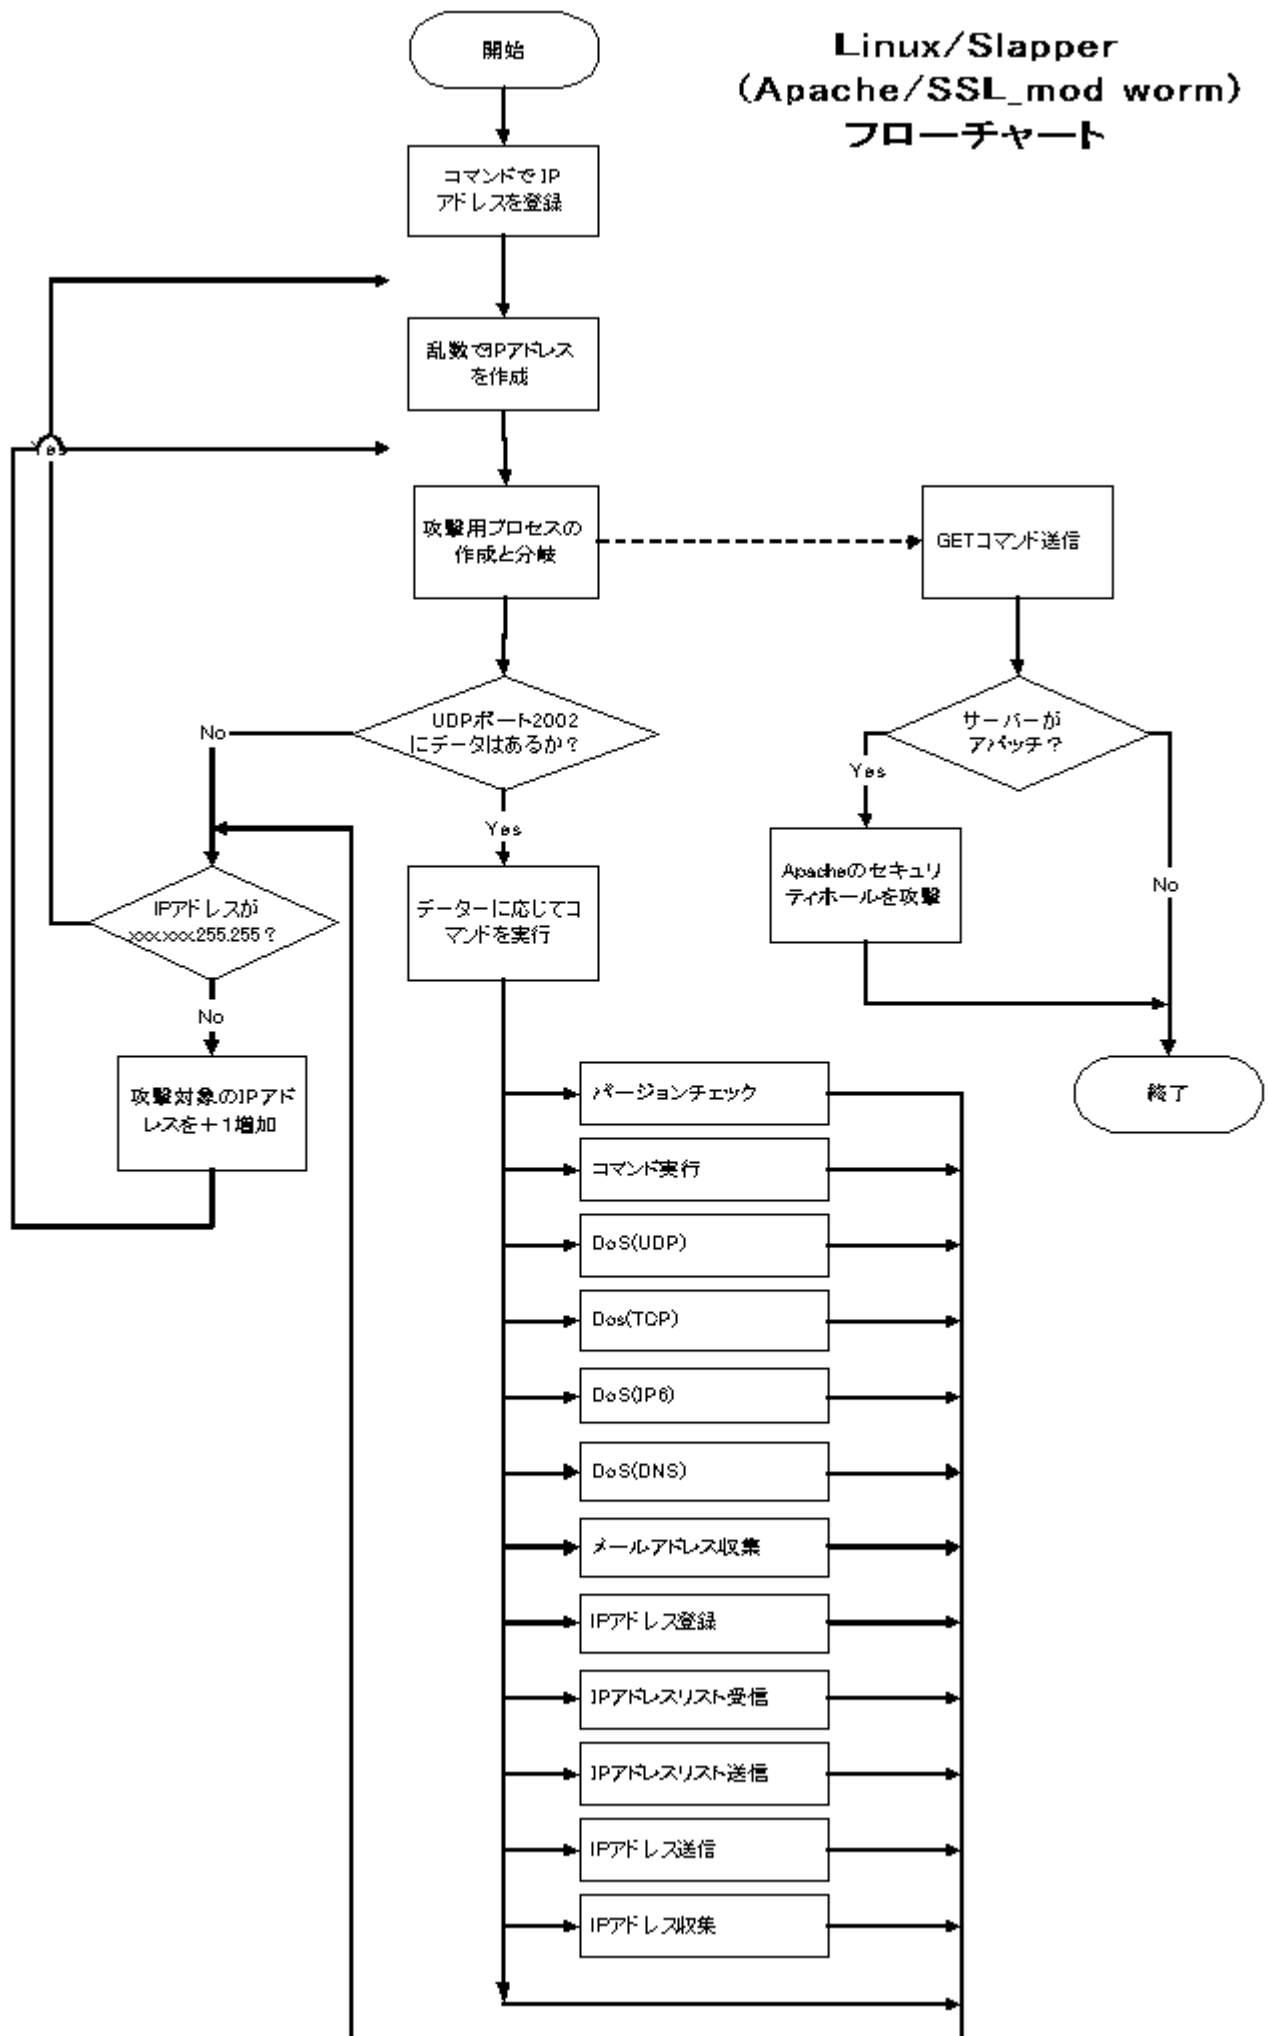 Linux/Slapper
(Apache/SSL_mod worm)
フローチャート
開始
コマンドでIP
アドレスを登録
乱数でIPアドレス
を作成
Yes
攻撃用プロセスの
作成と分岐
GETコマンド送信
UDPポート2002
にデータはあるか？
No
Yes
サーバーが
アパッチ？
Yes
No
IPアドレスが
xxx.xxx.255.255？
No
データーに応じてコ
マンドを実行
Apacheのセキュリ
ティホールを攻撃
攻撃対象のIPアド
レスを＋1増加
終了
バージョンチェック
コマンド実行
DoS(UDP)
Dos(TCP)
DoS(IP6)
DoS(DNS)
メールアドレス収集
IPアドレス登録
IPアドレスリスト受信
IPアドレスリスト送信
IPアドレス送信
IPアドレス収集